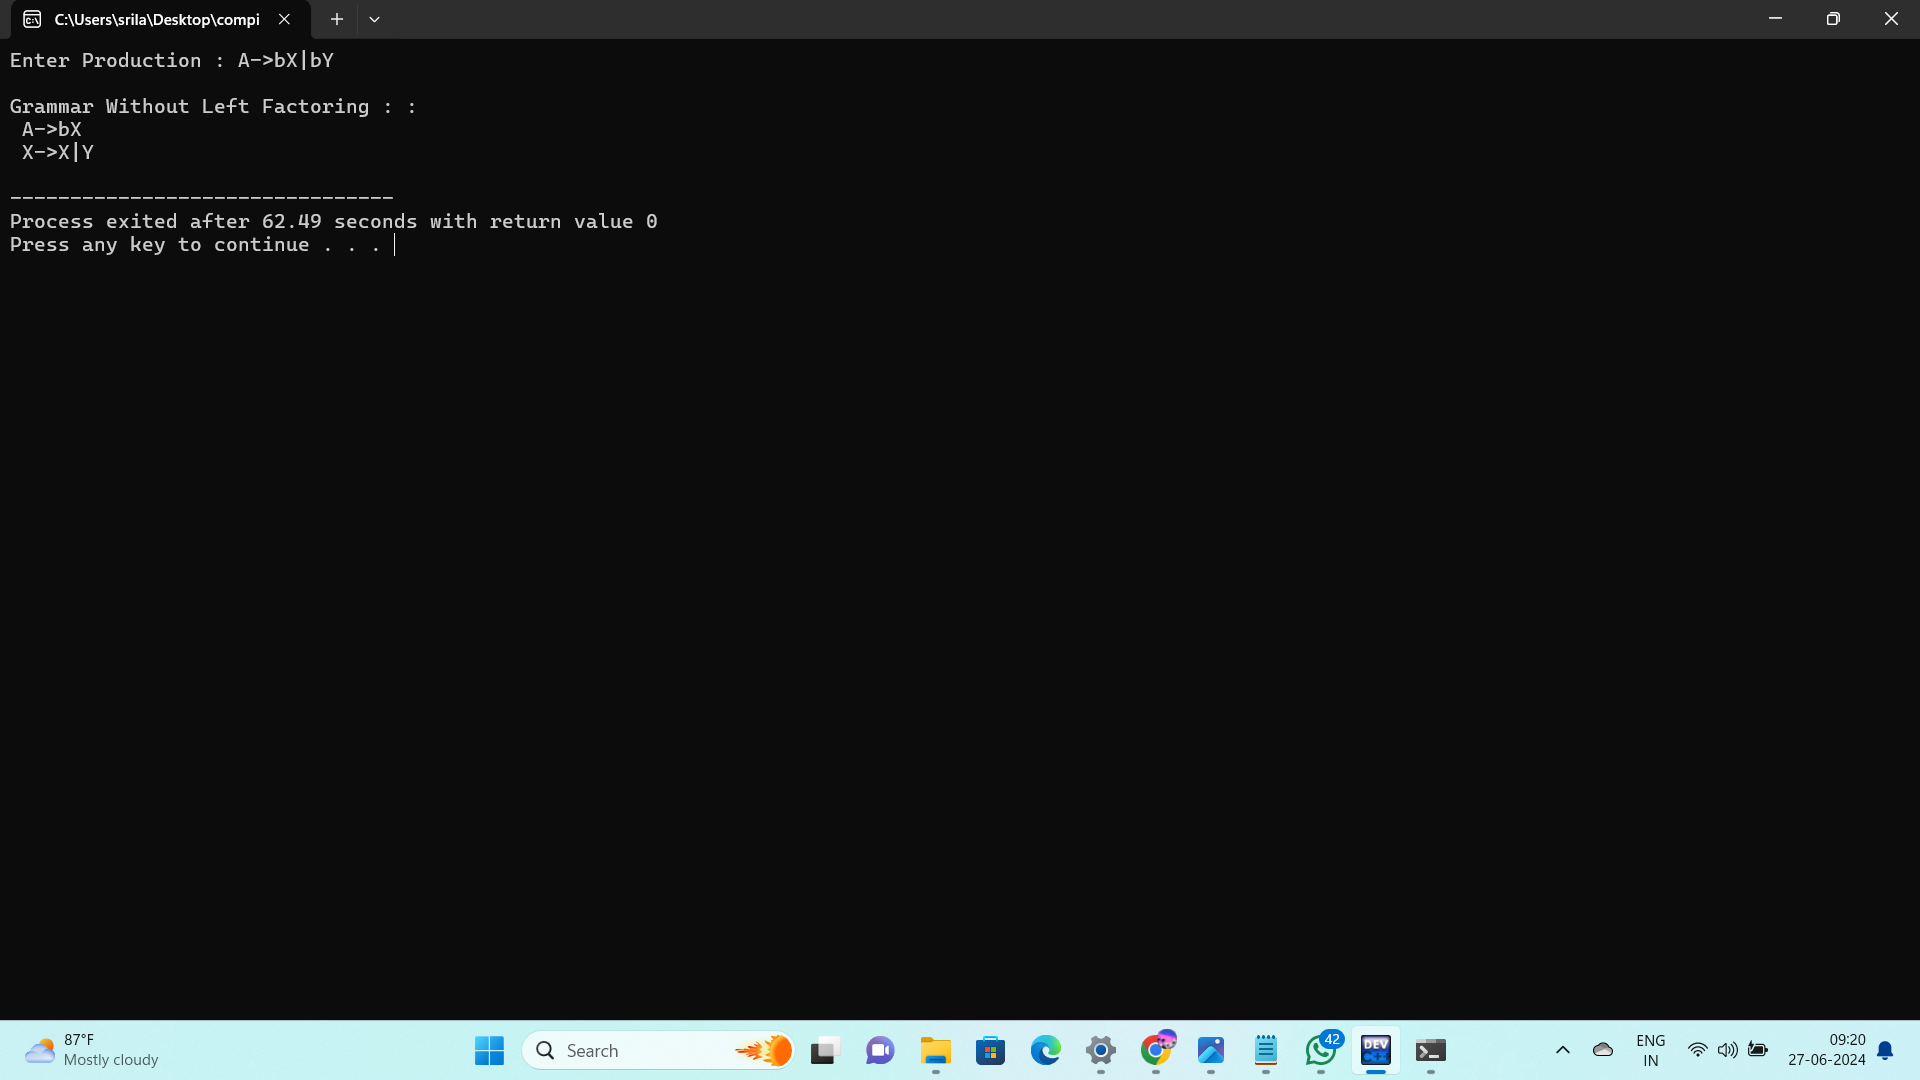 C:\Users\srila\Desktop\compi
Enter Production : A->bX|bY
Grammar Without Left Factoring : :
A->bX
X->X|Y
--------------------------------
Process exited after 62.49 seconds with return value 0
Press any key to continue . . .
87°F
Mostly cloudy
Search
42
DEV
C++
ENG
IN
09:20
27-06-2024